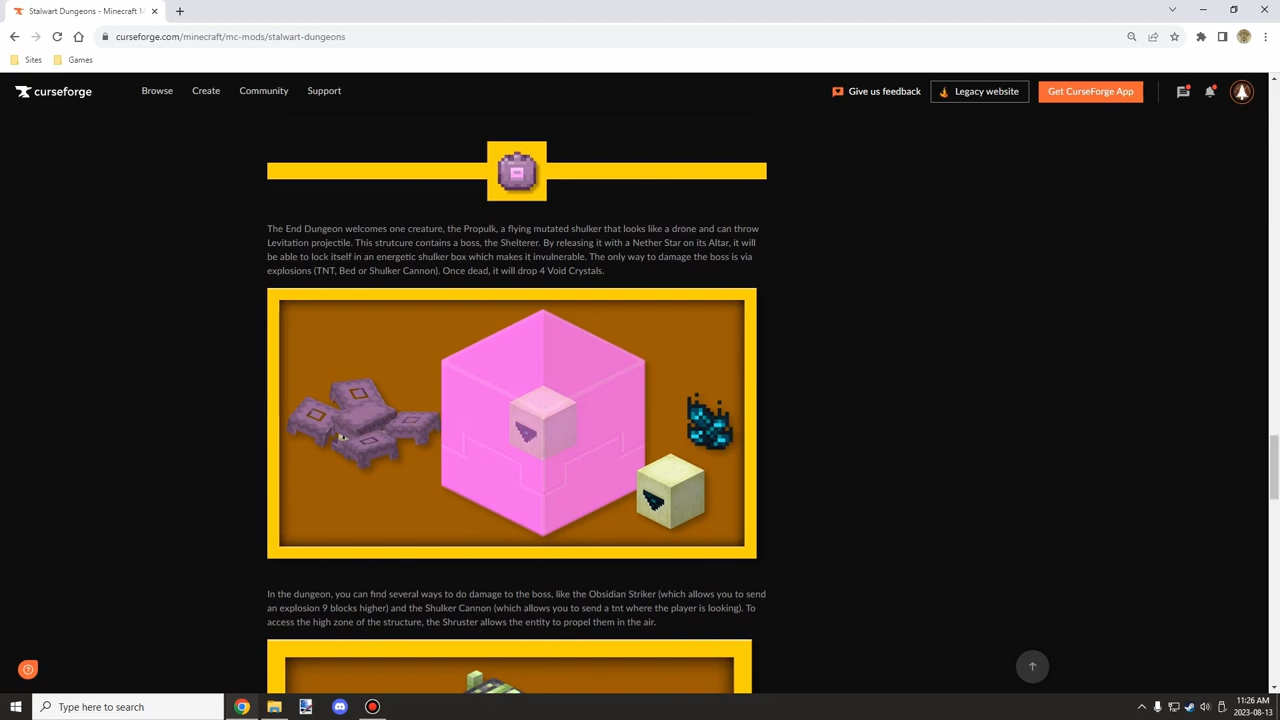 Stalwart Dungeons - Minecraft M
curseforge.com/minecraft/mc-mods/stalwart-dungeons
Sites Games
curseforge Browse Create Community Support Give us feedback Legacy website Get CurseForge App
The End Dungeon welcomes one creature, the Propulk, a flying mutated shulker that looks like a drone and can throw
Levitation projectile. This strutcure contains a boss, the Shelterer. By releasing it with a Nether Star on its Altar, it will
be able to lock itself in an energetic shulker box which makes it invulnerable. The only way to damage the boss is via
explosions (TNT, Bed or Shulker Cannon). Once dead, it will drop 4 Void Crystals.
In the dungeon, you can find several ways to do damage to the boss, like the Obsidian Striker (which allows you to send
an explosion 9 blocks higher) and the Shulker Cannon (which allows you to send a tnt where the player is looking). To
access the high zone of the structure, the Shruster allows the entity to propel them in the air.
Type here to search
11:26 AM
2023-08-13